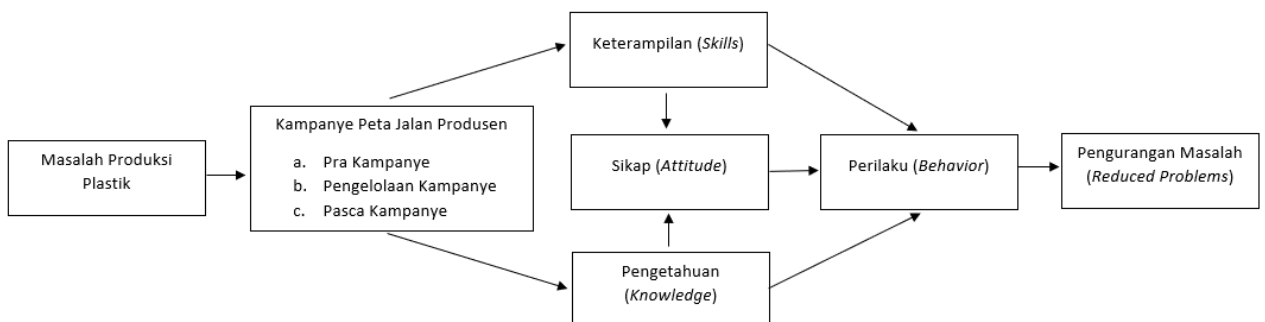 Masalah Produksi
Plastik
Kampanye Peta Jalan Produsen
a. Pra Kampanye
b. Pengelolaan Kampanye
c. Pasca Kampanye
Keterampilan (Skills)
Sikap (Attitude)
Pengetahuan
(Knowledge)
Perilaku (Behavior)
Pengurangan Masalah
(Reduced Problems)